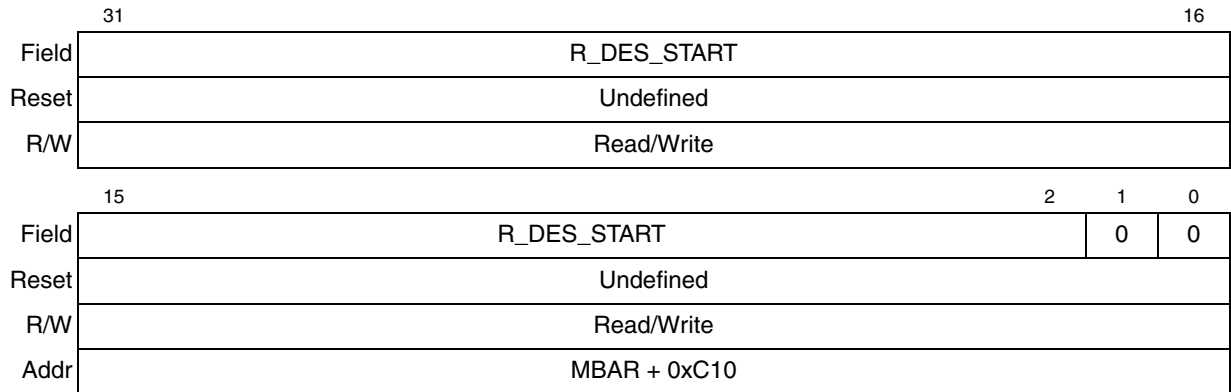 31 16
Field R_DES_START
Reset Undefined
R/W Read/Write
15 2 1 0
Field R_DES_START 0 0
Reset Undefined
R/W Read/Write
Addr MBAR + 0xC10